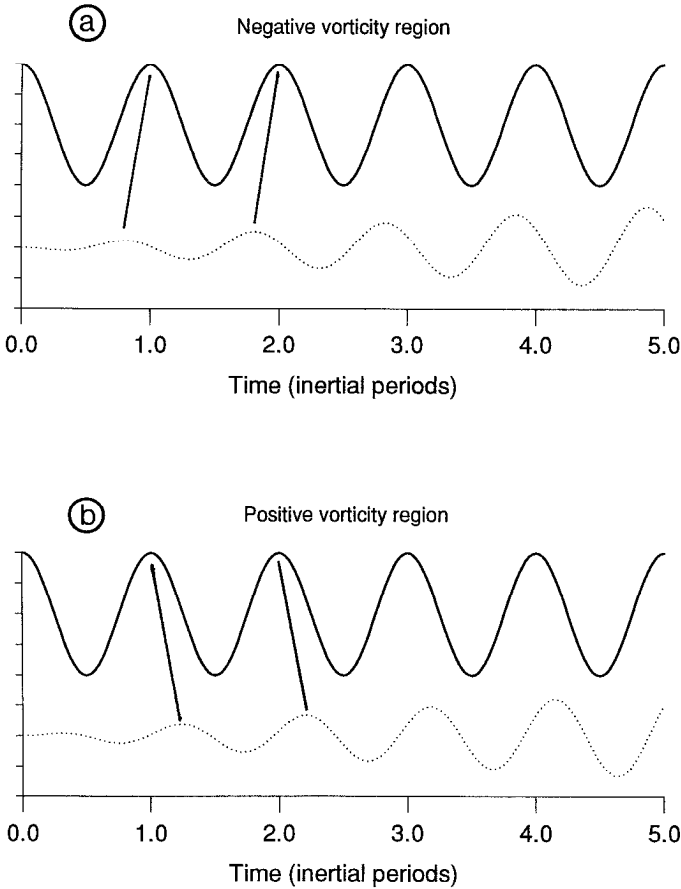 a
Negative vorticity region
0.0 1.0 2.0 3.0 4.0 5.0
Time (inertial periods)
b
Positive vorticity region
0.0 1.0 2.0 3.0 4.0 5.0
Time (inertial periods)